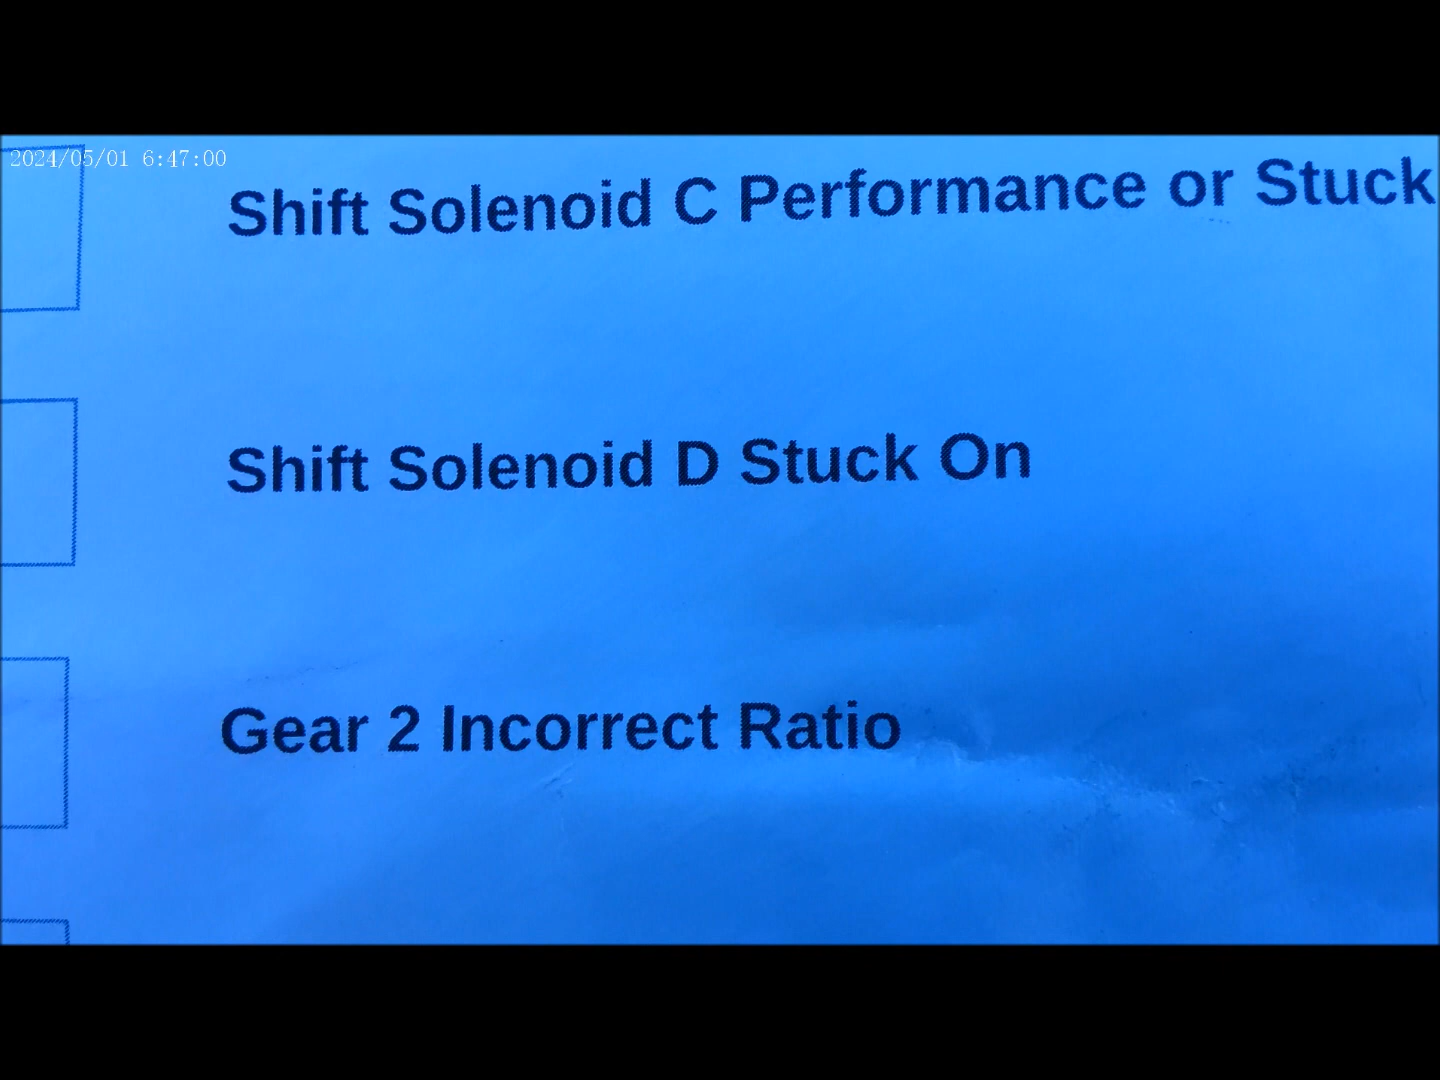 2024/05/01 6:47:00
Shift Solenoid C Performance or Stuck
Shift Solenoid D Stuck On
Gear 2 Incorrect Ratio